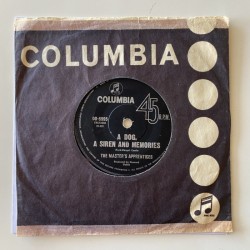 COLUMBIA
COLUMBIA
45
R.P.M.
A DOG,
A SIREN AND MEMORIES
THE MASTER'S APPRENTICES